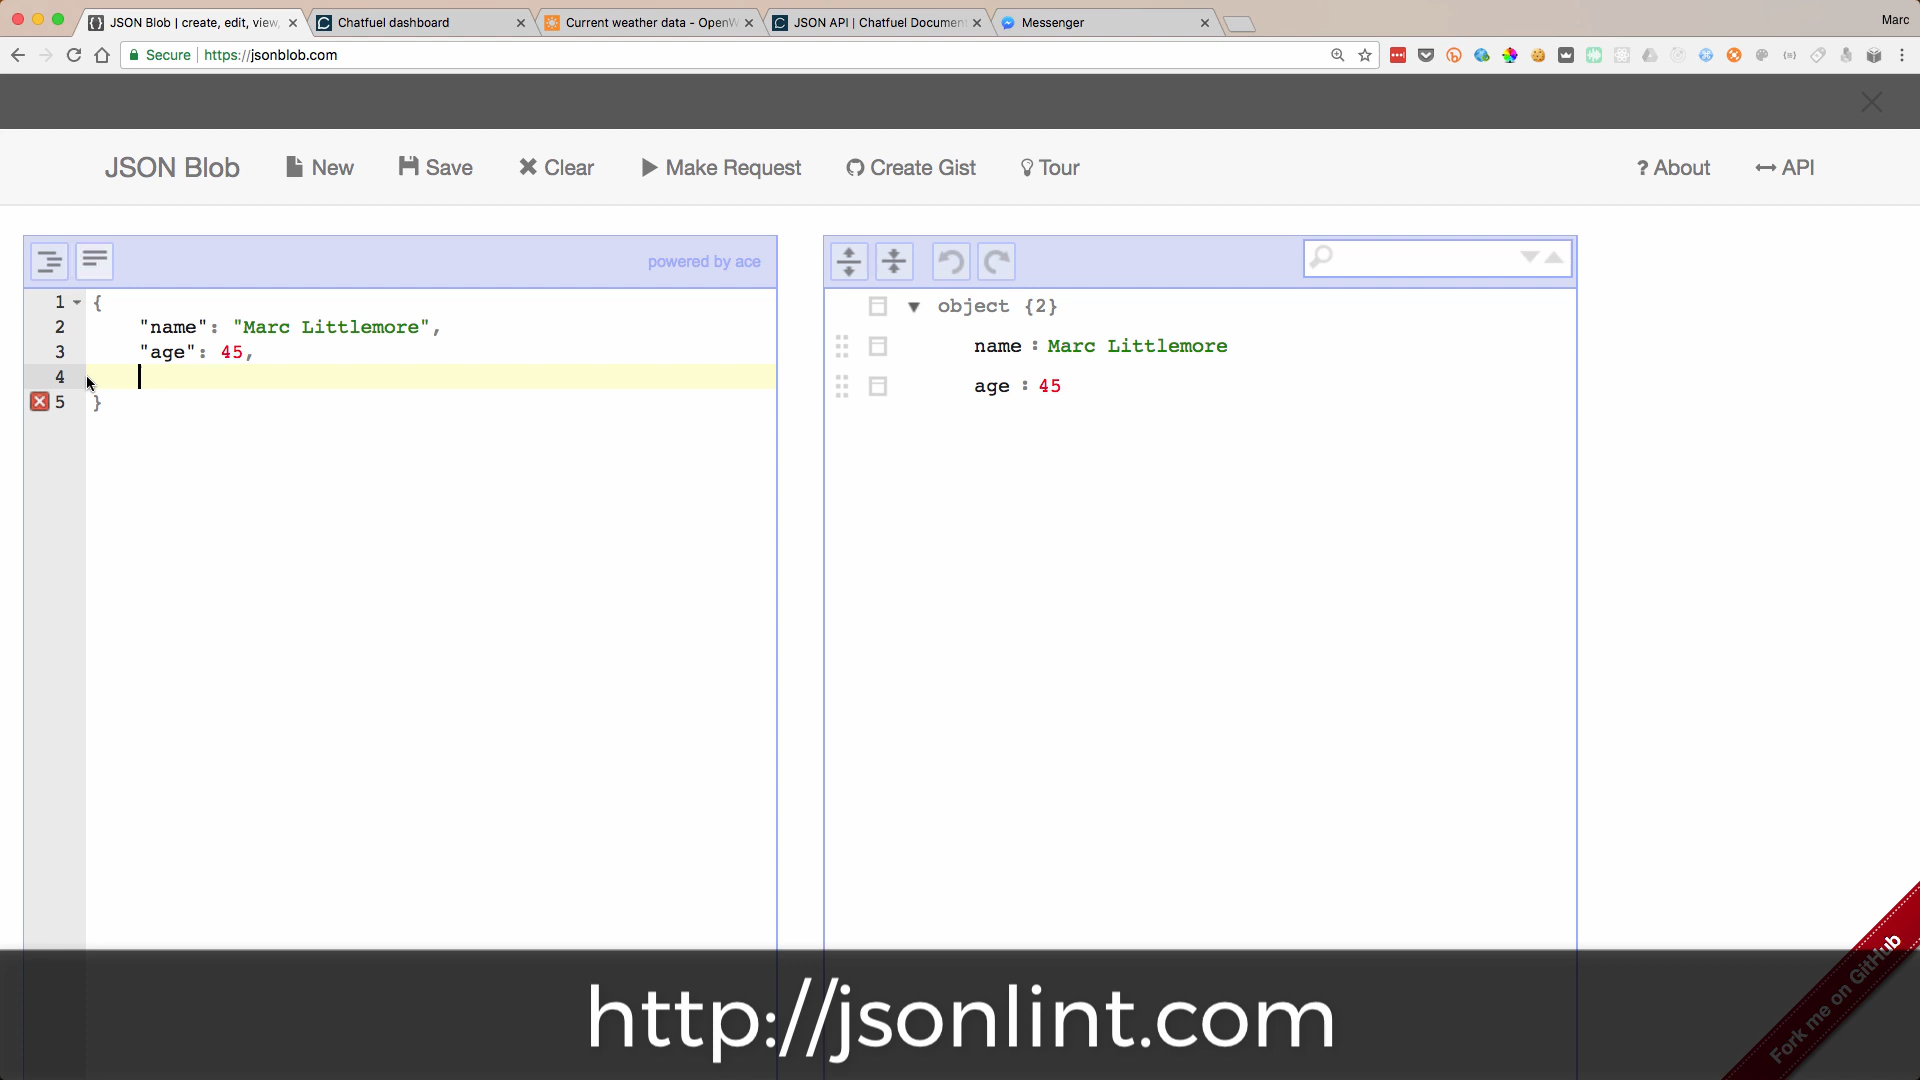 JSON Blob | create, edit, view,
Chatfuel dashboard
Current weather data - OpenW
JSON API | Chatfuel Document
Messenger
Marc
Secure
https://jsonblob.com
JSON Blob
New
Save
Clear
Make Request
Create Gist
Tour
? About
API
powered by ace
1 {
2 "name": "Marc Littlemore",
3 "age": 45,
4
5 }
object {2}
name : Marc Littlemore
age : 45
Fork me on GitHub
http://jsonlint.com